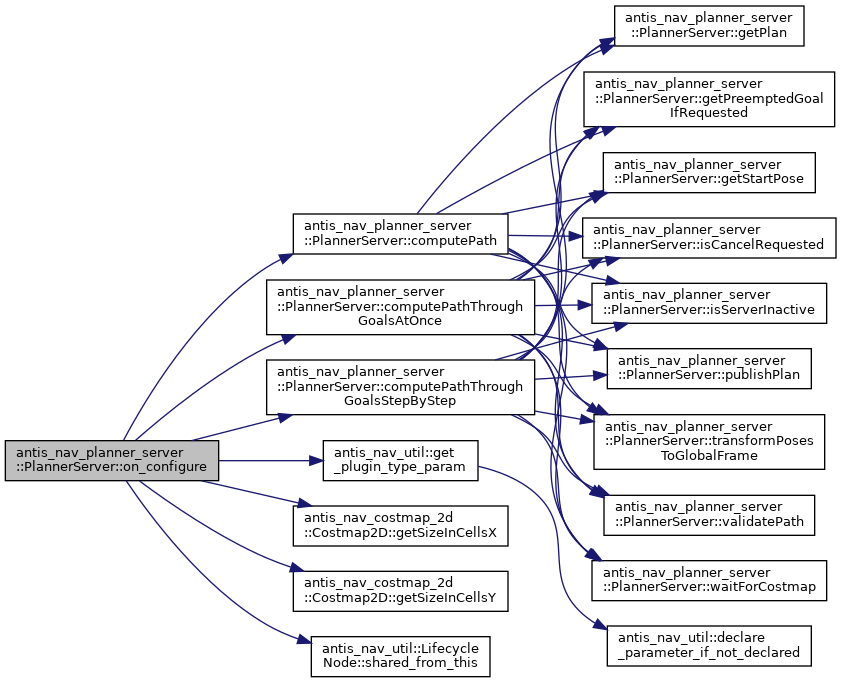 antis_nav_planner_server
::PlannerServer::on_configure
antis_nav_planner_server
::PlannerServer::computePath
antis_nav_planner_server
::PlannerServer::computePathThrough
GoalsAtOnce
antis_nav_planner_server
::PlannerServer::computePathThrough
GoalsStepByStep
antis_nav_util::get
_plugin_type_param
antis_nav_costmap_2d
::Costmap2D::getSizeInCellsX
antis_nav_costmap_2d
::Costmap2D::getSizeInCellsY
antis_nav_util::Lifecycle
Node::shared_from_this
antis_nav_planner_server
::PlannerServer::getPlan
antis_nav_planner_server
::PlannerServer::getPreemptedGoal
IfRequested
antis_nav_planner_server
::PlannerServer::getStartPose
antis_nav_planner_server
::PlannerServer::isCancelRequested
antis_nav_planner_server
::PlannerServer::isServerInactive
antis_nav_planner_server
::PlannerServer::publishPlan
antis_nav_planner_server
::PlannerServer::transformPoses
ToGlobalFrame
antis_nav_planner_server
::PlannerServer::validatePath
antis_nav_planner_server
::PlannerServer::waitForCostmap
antis_nav_util::declare
_parameter_if_not_declared